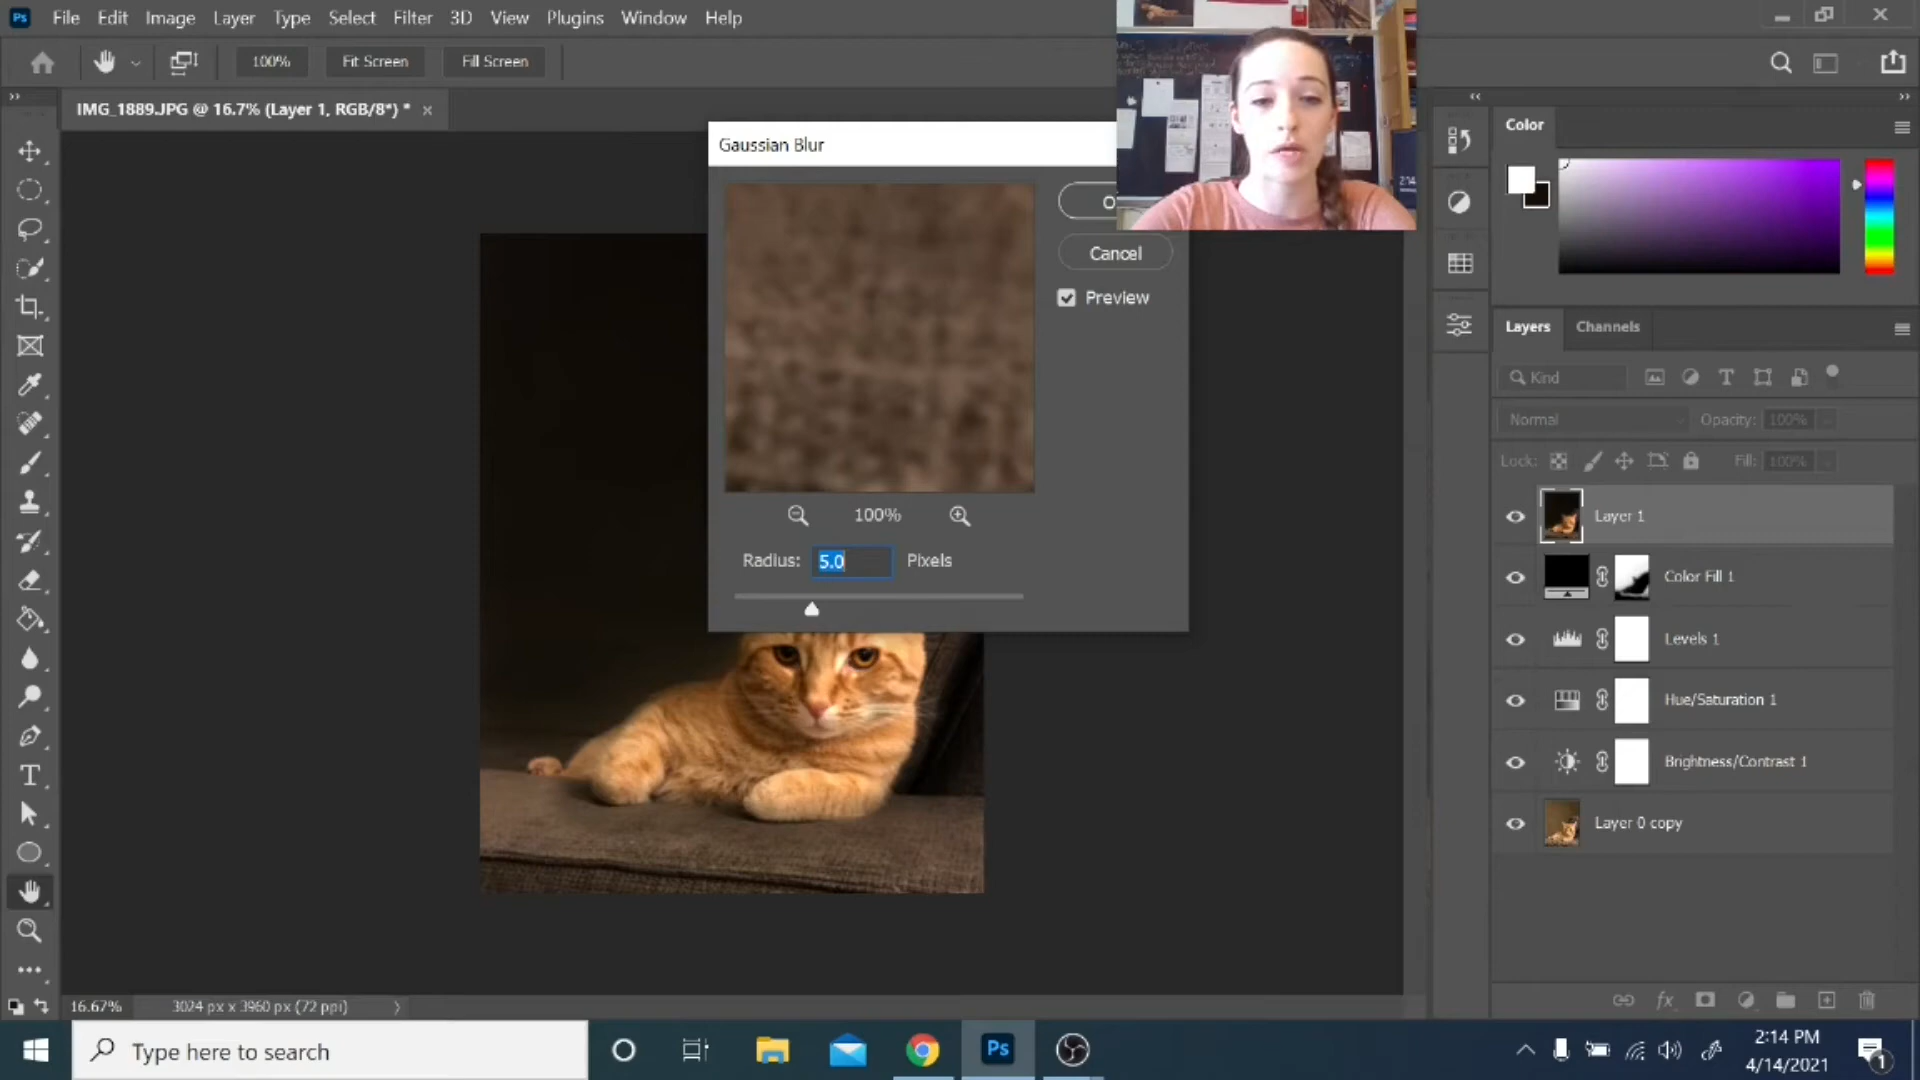 Ps File Edit Image Layer Type Select Filter 3D View Plugins Window Help
100% Fit Screen Fill Screen
IMG_1889.JPG @ 16.7% (Layer 1, RGB/8*) *
Gaussian Blur
O
Cancel
Preview
100%
Radius: 5.0 Pixels
Color
Layers Channels
Kind
Normal Opacity: 100%
Lock: Fill: 100%
Layer 1
Color Fill 1
Levels 1
Hue/Saturation 1
Brightness/Contrast 1
Layer 0 copy
fx
T
16.67% 3024 px x 3960 px (72 ppi)
Type here to search
Ps
2:14 PM
4/14/2021
1